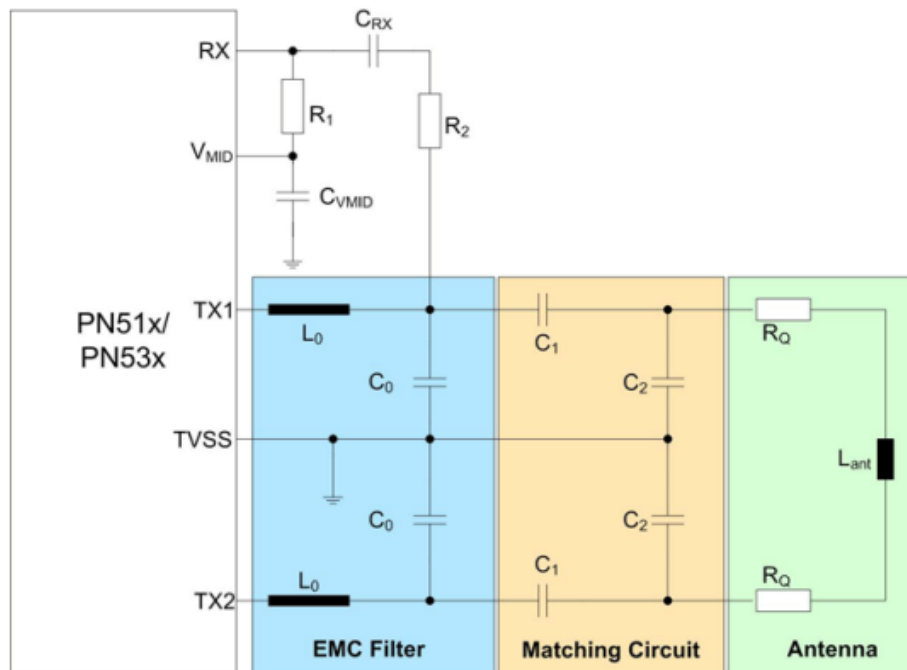 C_RX
RX
R_1
R_2
V_MID
C_VMID
PN51x/
PN53x
TX1
L_0
C_1
R_Q
C_0
C_2
TVSS
L_ant
C_0
C_2
L_0
C_1
R_Q
TX2
EMC Filter
Matching Circuit
Antenna